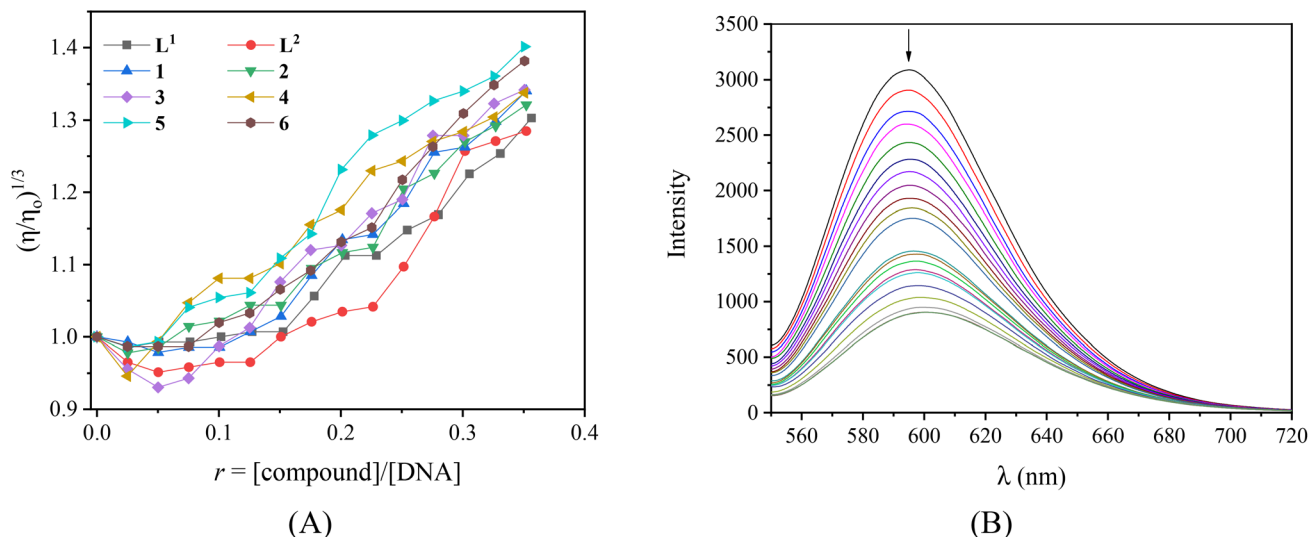 1.4
1.3
1.2
1.1
1.0
0.9
(η/ηo)1/3
L1 L2
1 2
3 4
5 6
0.0 0.1 0.2 0.3 0.4
r = [compound]/[DNA]
(A)
3500
3000
2500
2000
1500
1000
500
0
Intensity
560 580 600 620 640 660 680 700 720
λ (nm)
(B)